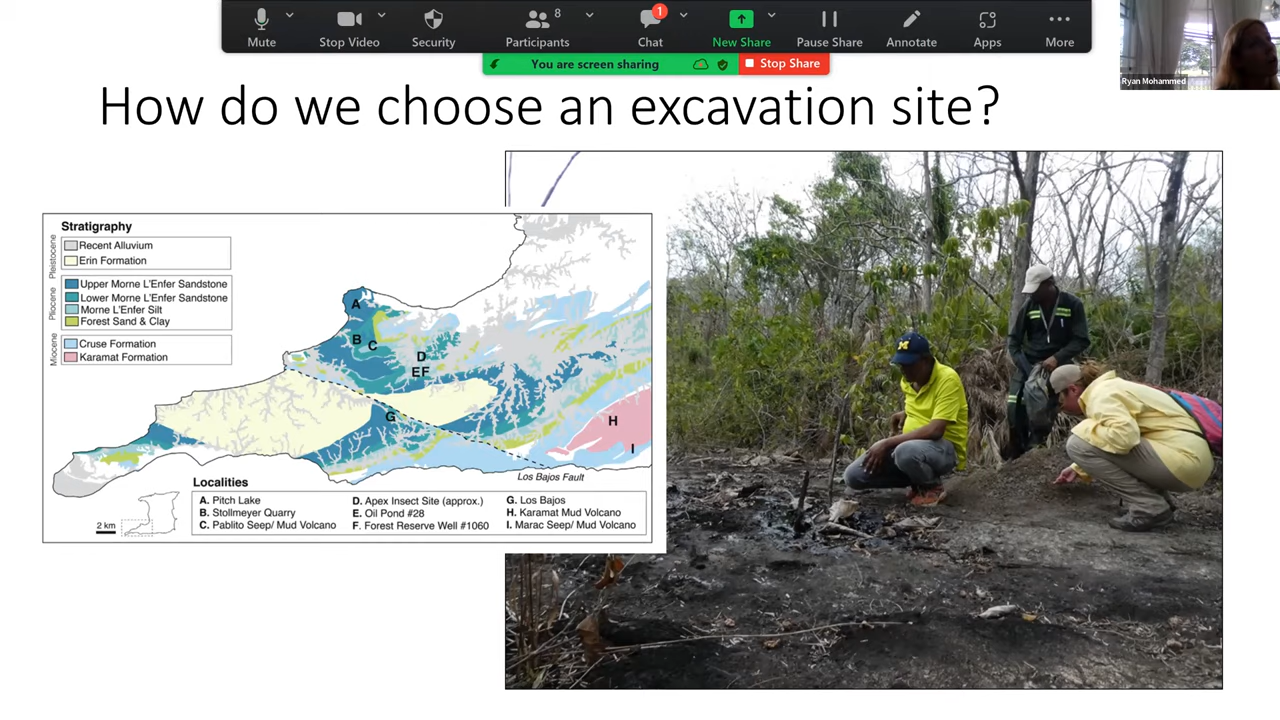 Mute
Stop Video
Security
8
Participants
1
Chat
New Share
Pause Share
Annotate
Apps
More
You are screen sharing
Stop Share
Ryan Mohammed
How do we choose an excavation site?
Stratigraphy
Pleistocene
Recent Alluvium
Erin Formation
Pliocene
Upper Morne L'Enfer Sandstone
Lower Morne L'Enfer Sandstone
Morne L'Enfer Silt
Forest Sand & Clay
Miocene
Cruse Formation
Karamat Formation
A
B
C
D
E F
G
H
I
Los Bajos Fault
2 km
Localities
A. Pitch Lake
B. Stollmeyer Quarry
C. Pablito Seep/ Mud Volcano
D. Apex Insect Site (approx.)
E. Oil Pond #28
F. Forest Reserve Well #1060
G. Los Bajos
H. Karamat Mud Volcano
I. Marac Seep/ Mud Volcano
M